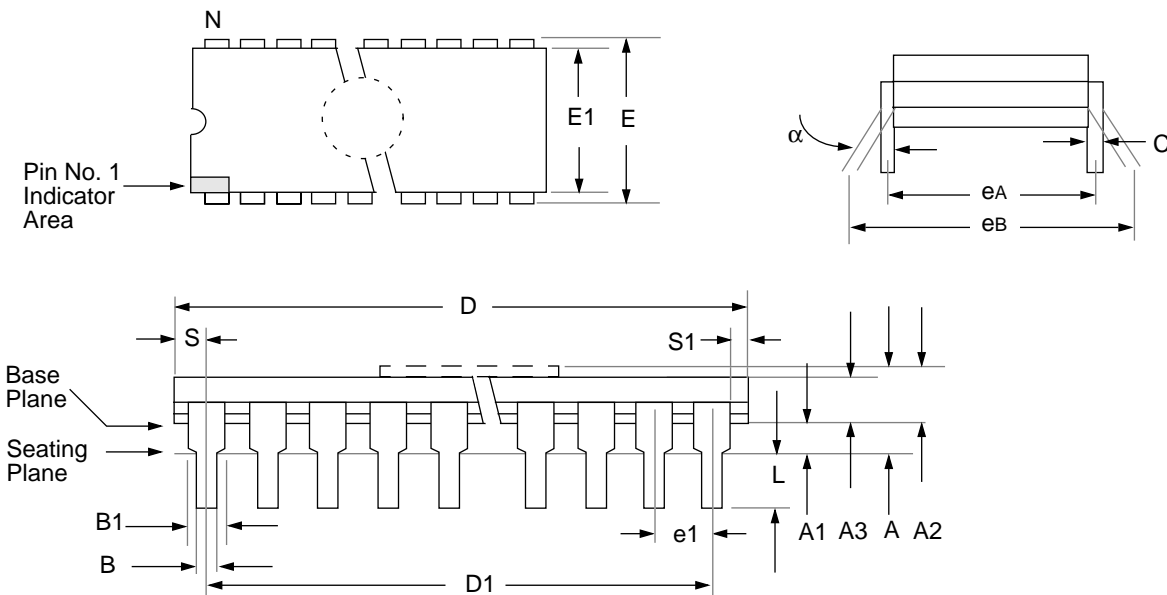 N
E1
E
Pin No. 1
Indicator
Area
α
C
eA
eB
D
S
S1
Base
Plane
Seating
Plane
L
B1
e1
A1
A3
A
A2
B
D1